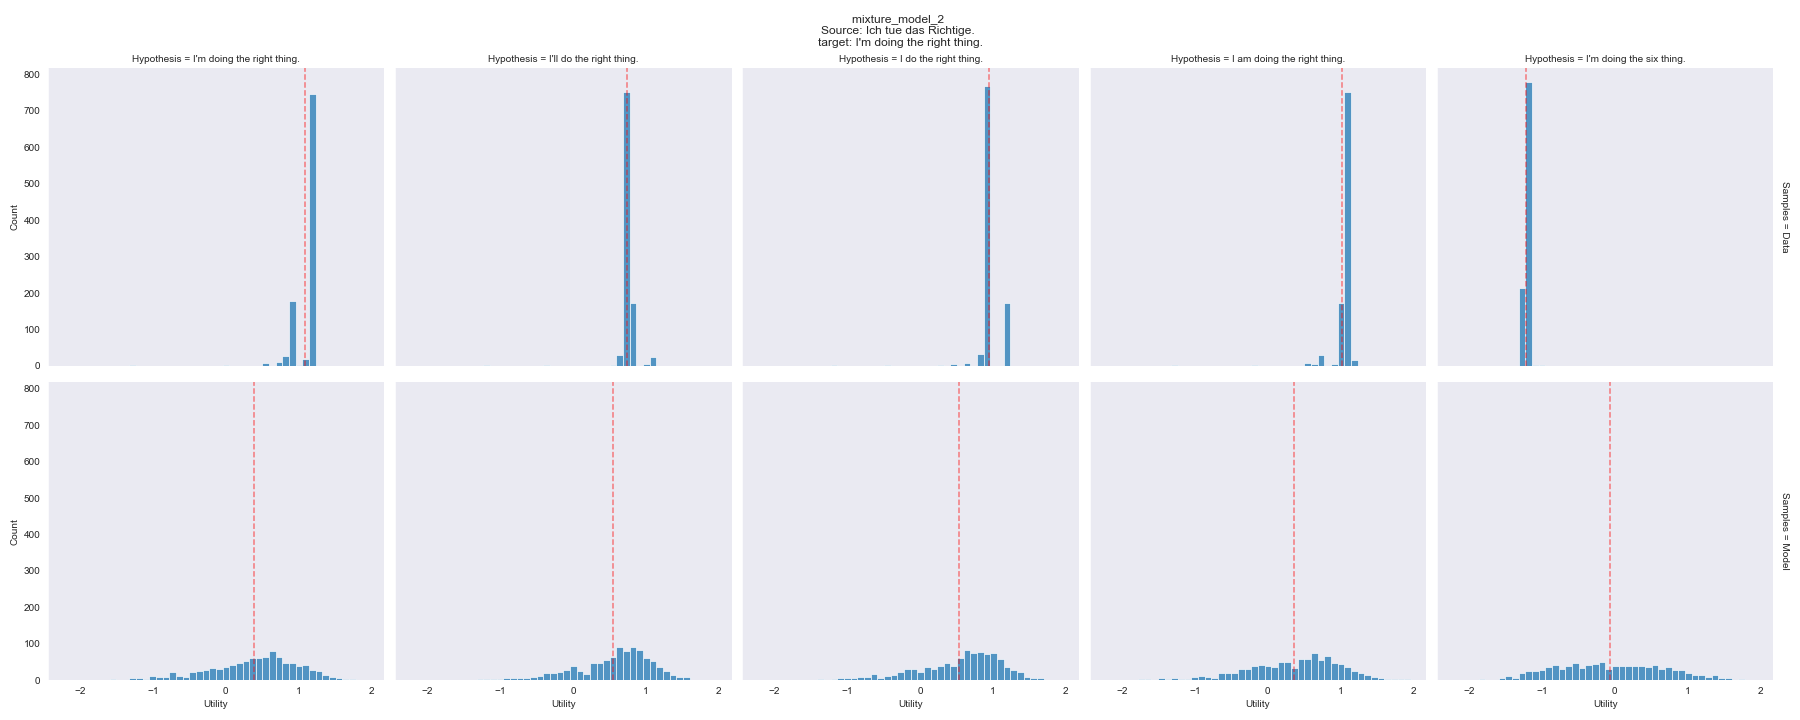 mixture_model_2
Source: Ich tue das Richtige.
target: I'm doing the right thing.
Hypothesis = I'm doing the right thing.
Hypothesis = I'll do the right thing.
Hypothesis = I do the right thing.
Hypothesis = I am doing the right thing.
Hypothesis = I'm doing the six thing.
800
700
600
500
400
300
200
100
0
Count
Samples = Data
800
700
600
500
400
300
200
100
0
Count
Samples = Model
−2 −1 0 1 2
Utility
−2 −1 0 1 2
Utility
−2 −1 0 1 2
Utility
−2 −1 0 1 2
Utility
−2 −1 0 1 2
Utility